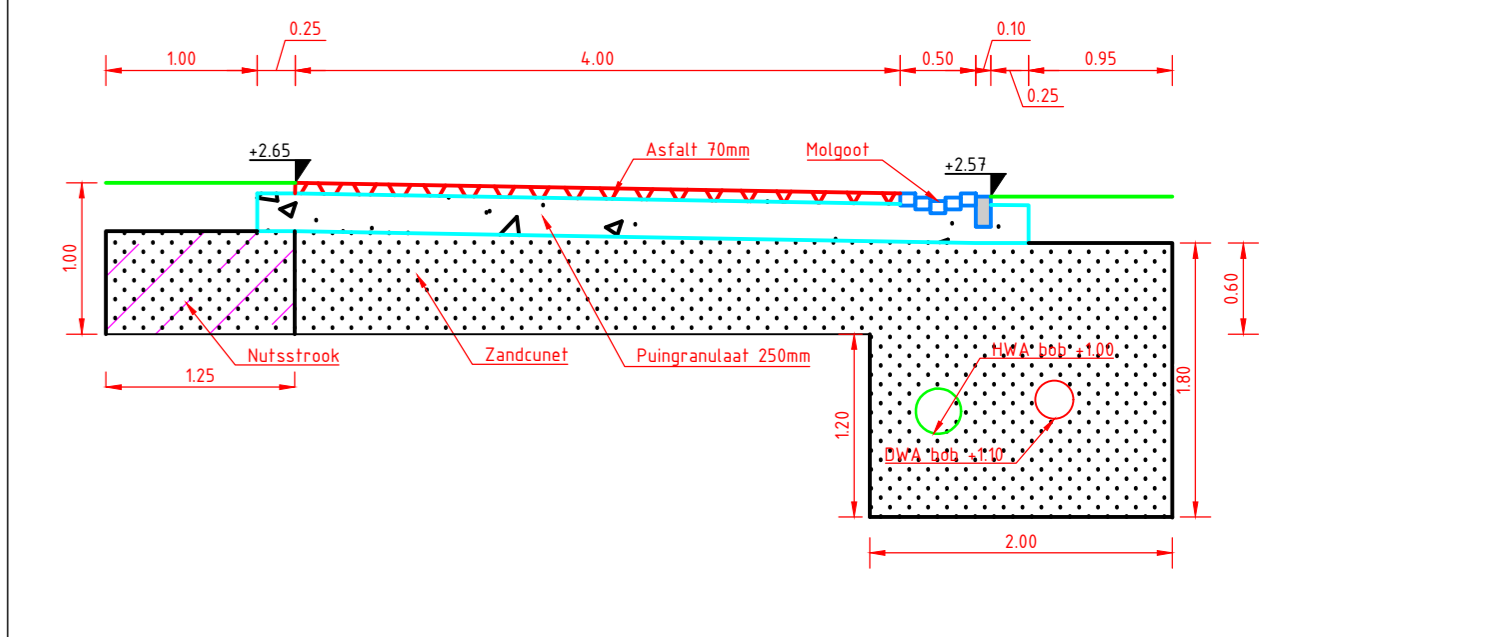 0.25
0.10
1.00
4.00
0.50
0.95
0.25
+2.65
Asfalt 70mm
Molgoot
+2.57
1.00
0.60
Nutsstrook
Zandcunet
Puingranulaat 250mm
HWA bob +1.00
1.25
1.80
1.20
DWA bob +1.10
2.00